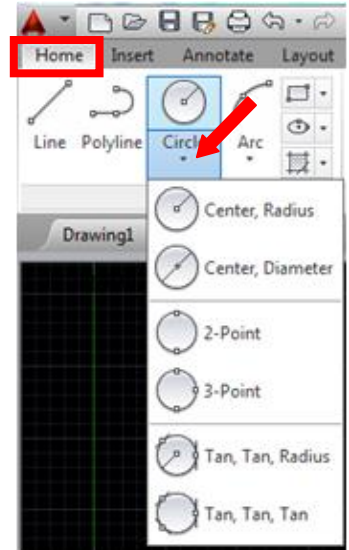 Home Insert Annotate Layout
Line Polyline Circle Arc
Center, Radius
Drawing1
Center, Diameter
2-Point
3-Point
Tan, Tan, Radius
Tan, Tan, Tan